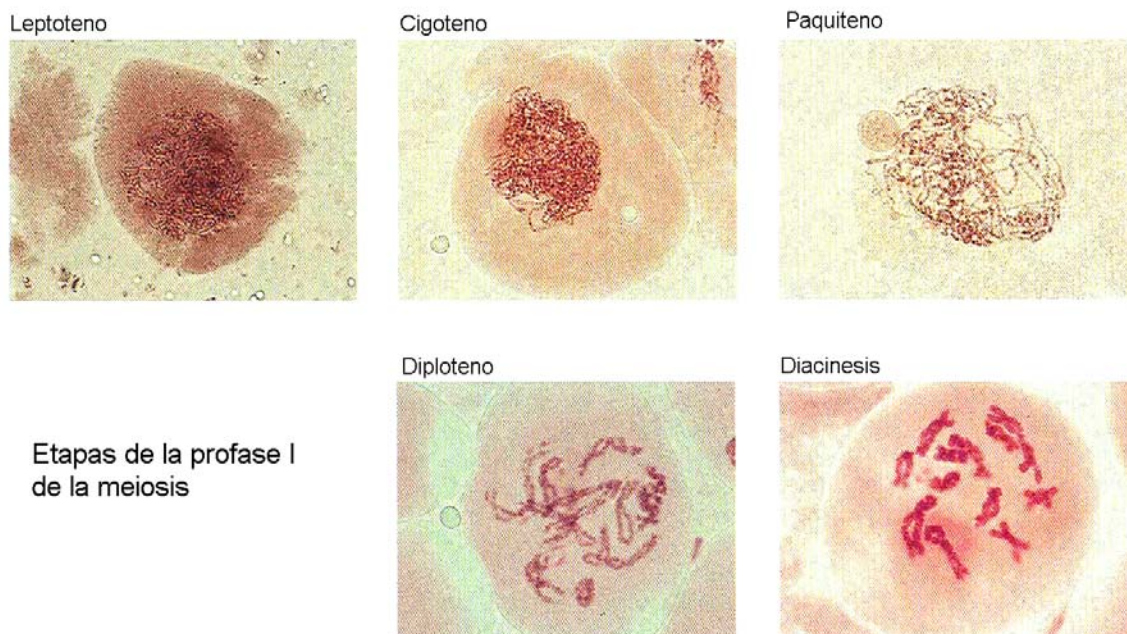 Leptoteno
Cigoteno
Paquiteno
Diploteno
Diacinesis
Etapas de la profase I
de la meiosis